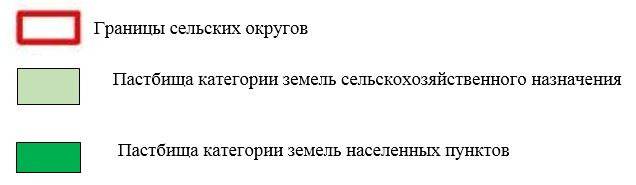 Границы сельских округов
Пастбища категории земель сельскохозяйственного назначения
Пастбища категории земель населенных пунктов